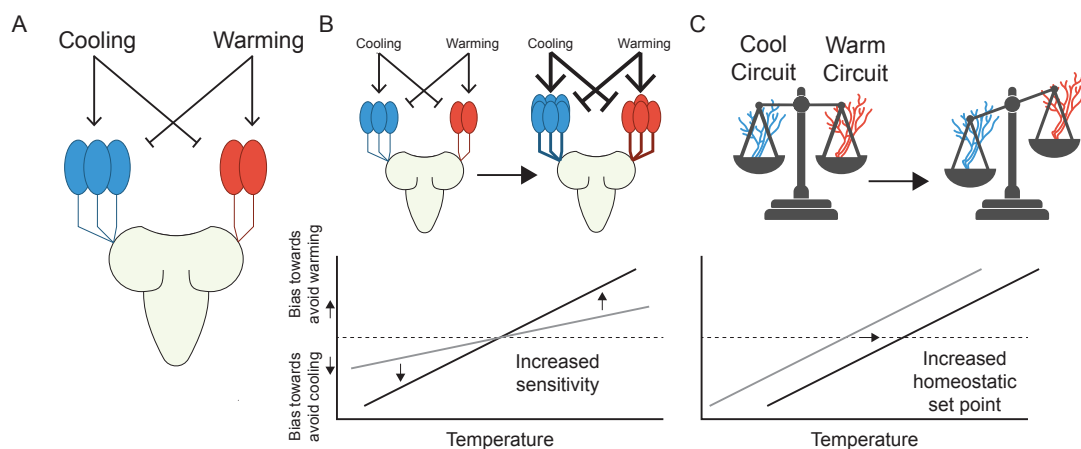 A
Cooling Warming
B
Cooling Warming
Cooling Warming
C
Cool
Circuit
Warm
Circuit
Bias towards
avoid warming
Bias towards
avoid cooling
Increased
sensitivity
Temperature
Increased
homeostatic
set point
Temperature